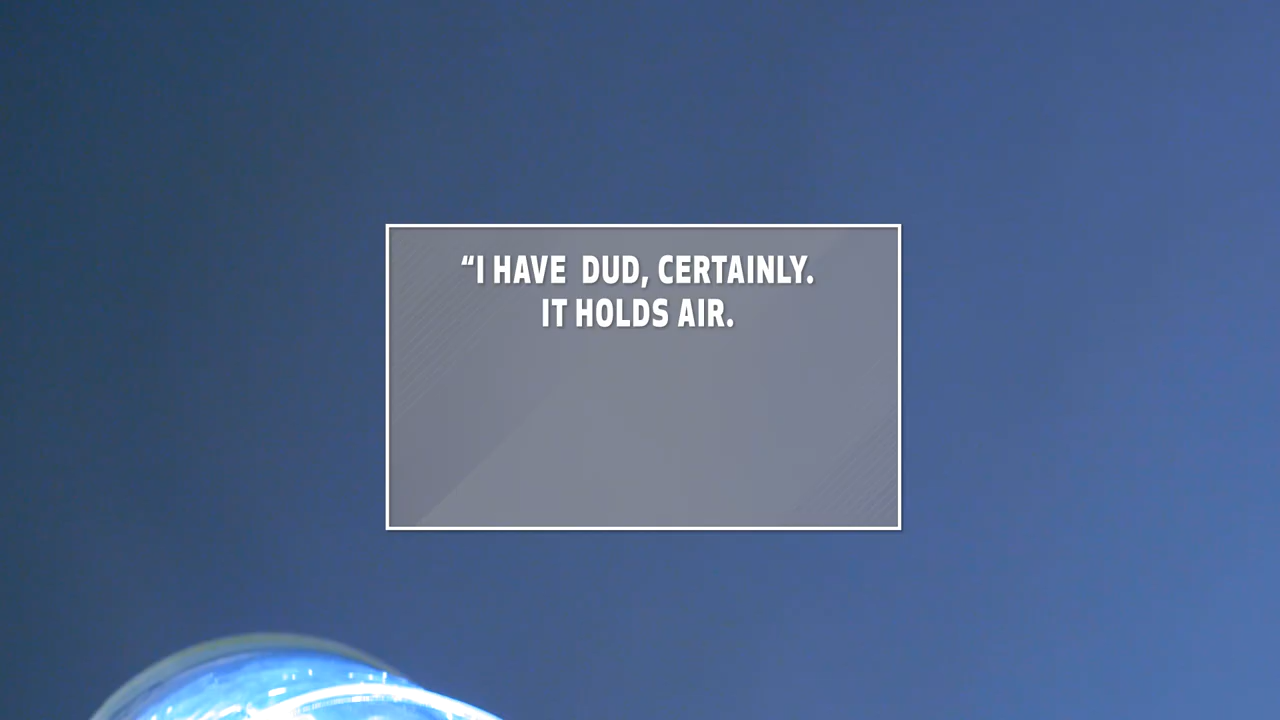 “I HAVE  DUD, CERTAINLY.
IT HOLDS AIR.